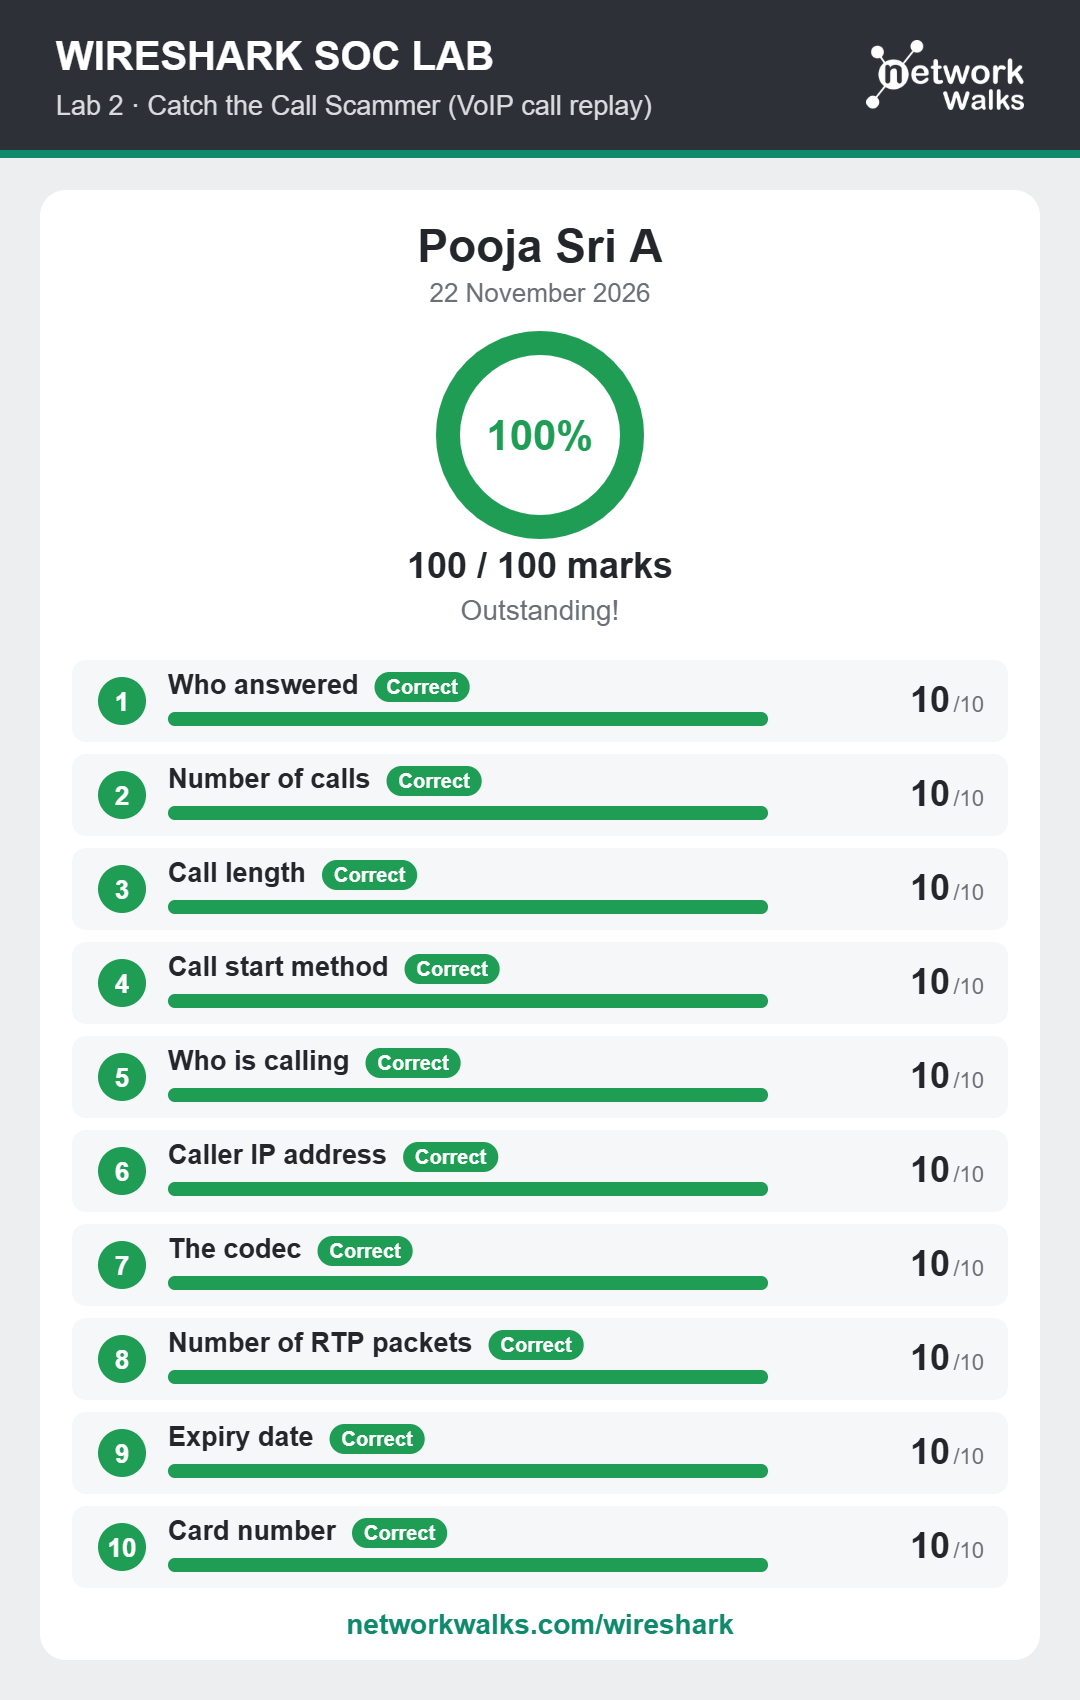 WIRESHARK SOC LAB
Lab 2 · Catch the Call Scammer (VoIP call replay)
network
walks
Pooja Sri A
22 November 2026
100%
100 / 100 marks
Outstanding!
1 Who answered Correct 10 /10
2 Number of calls Correct 10 /10
3 Call length Correct 10 /10
4 Call start method Correct 10 /10
5 Who is calling Correct 10 /10
6 Caller IP address Correct 10 /10
7 The codec Correct 10 /10
8 Number of RTP packets Correct 10 /10
9 Expiry date Correct 10 /10
10 Card number Correct 10 /10
networkwalks.com/wireshark